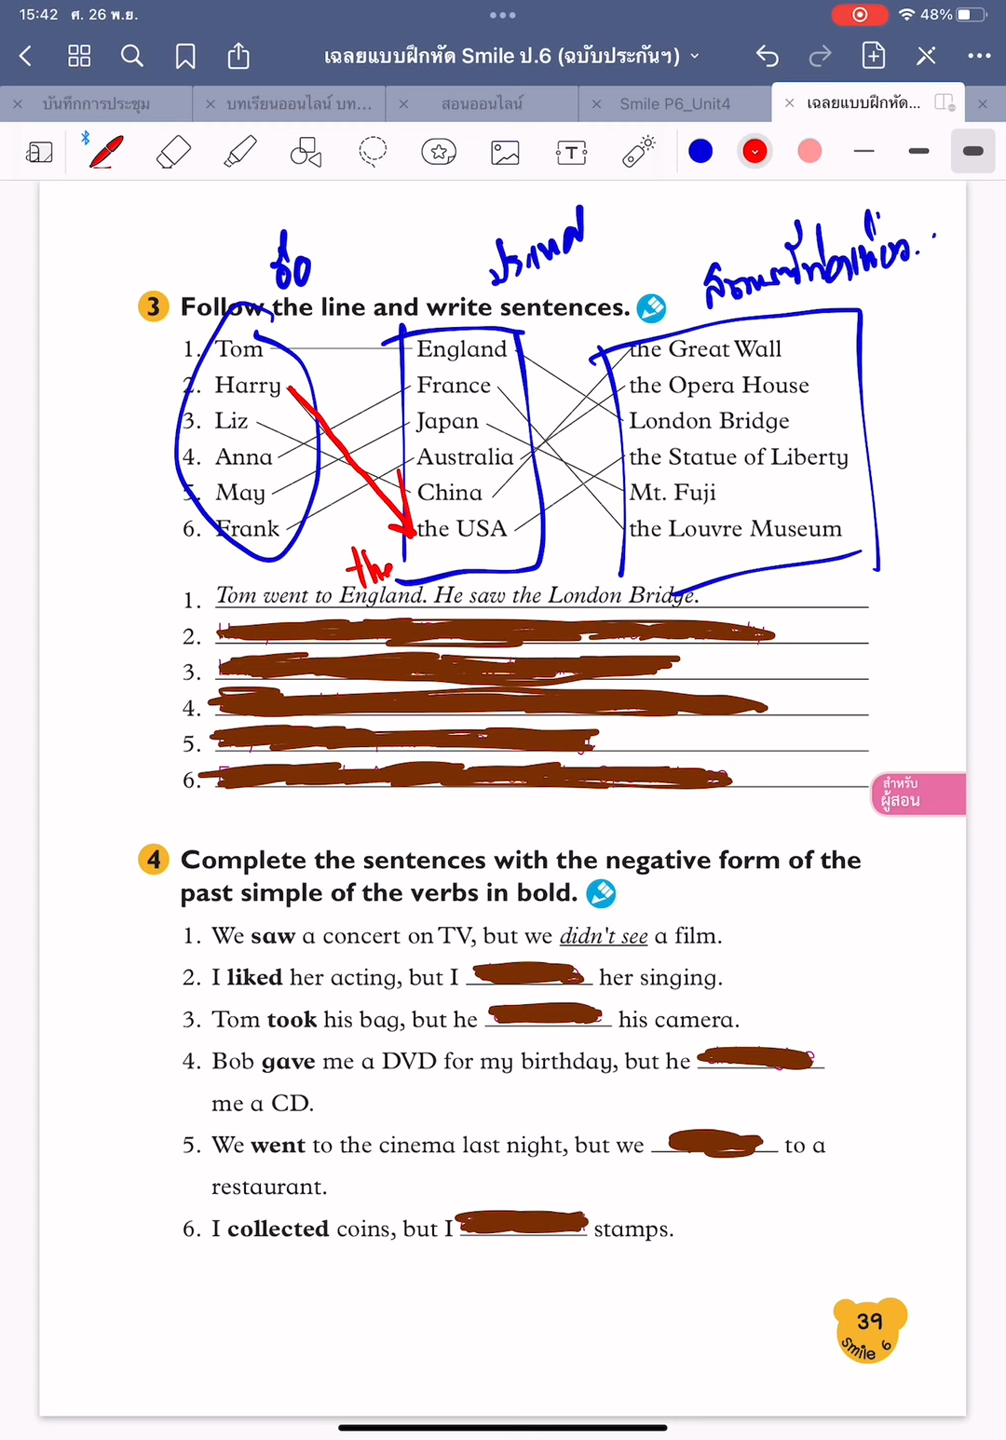 15:42 ศ. 26 พ.ย.
48%
เฉลยแบบฝึกหัด Smile ป.6 (ฉบับประกันฯ)
บันทึกการประชุม
บทเรียนออนไลน์ บท...
สอนออนไลน์
Smile P6_Unit4
เฉลยแบบฝึกหัด...
ชื่อ
ประเทศ
สถานที่ท่องเที่ยว
3 Follow the line and write sentences.
1. Tom England the Great Wall
2. Harry France the Opera House
3. Liz Japan London Bridge
4. Anna Australia the Statue of Liberty
5. May China Mt. Fuji
6. Frank the USA the Louvre Museum
the
1. Tom went to England. He saw the London Bridge.
2.
3.
4.
5.
6.
สำหรับ
ผู้สอน
4 Complete the sentences with the negative form of the
past simple of the verbs in bold.
1. We saw a concert on TV, but we didn't see a film.
2. I liked her acting, but I her singing.
3. Tom took his bag, but he his camera.
4. Bob gave me a DVD for my birthday, but he
me a CD.
5. We went to the cinema last night, but we to a
restaurant.
6. I collected coins, but I stamps.
39
Smile 6